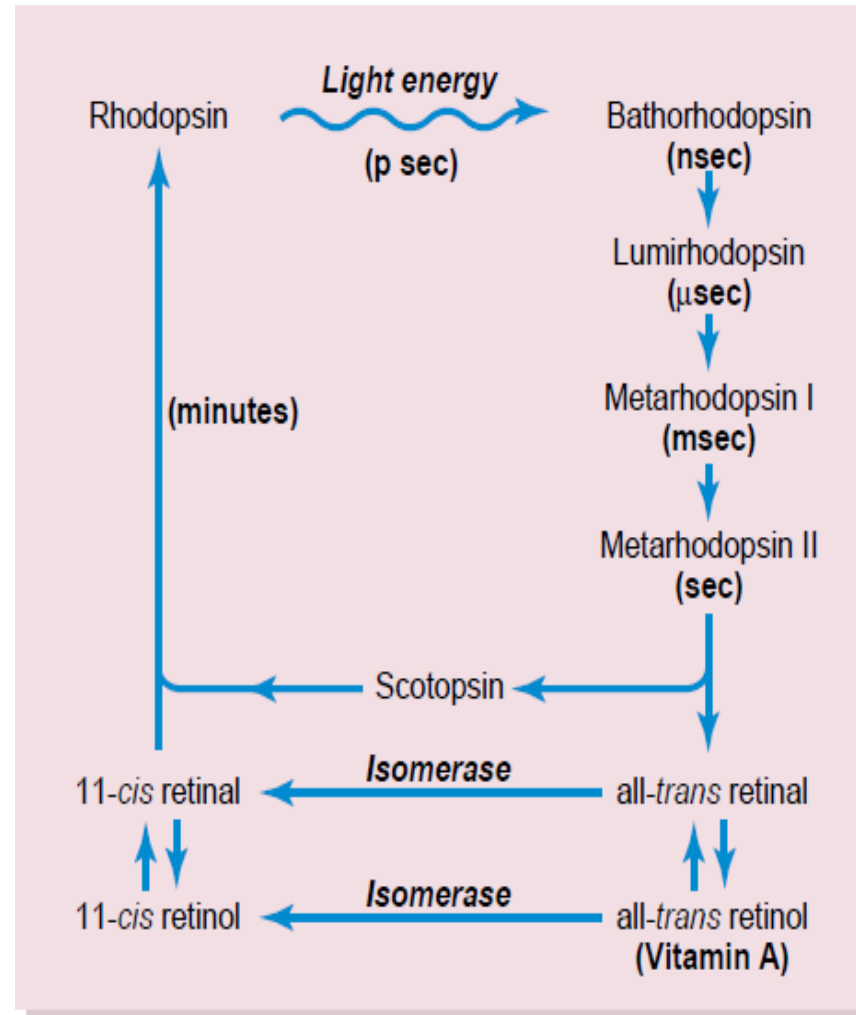 Light energy
Rhodopsin
(p sec)
Bathorhodopsin
(nsec)
Lumirhodopsin
(μsec)
Metarhodopsin I
(msec)
(minutes)
Metarhodopsin II
(sec)
Scotopsin
11-cis retinal
Isomerase
all-trans retinal
11-cis retinol
Isomerase
all-trans retinol
(Vitamin A)